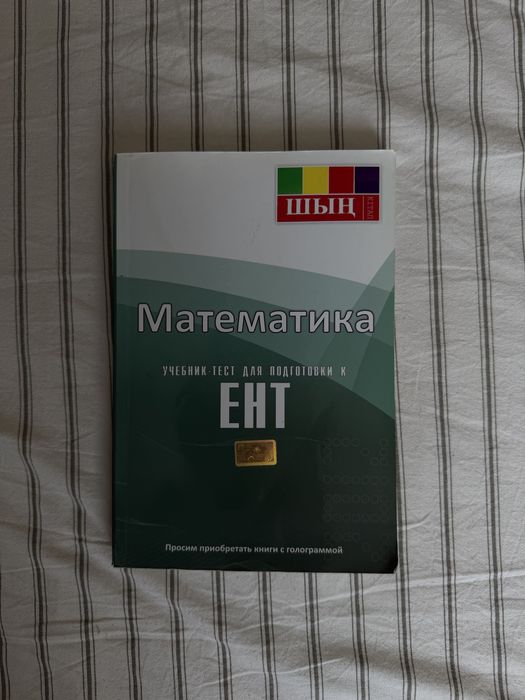 ШЫҢ
КІТАП
Математика
УЧЕБНИК-ТЕСТ ДЛЯ ПОДГОТОВКИ К
ЕНТ
Просим приобретать книги с голограммой